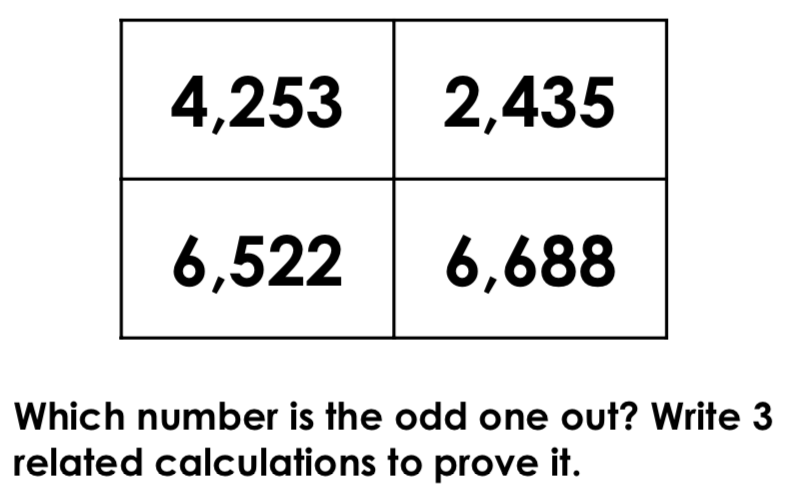 4,253 2,435
6,522 6,688
Which number is the odd one out? Write 3
related calculations to prove it.